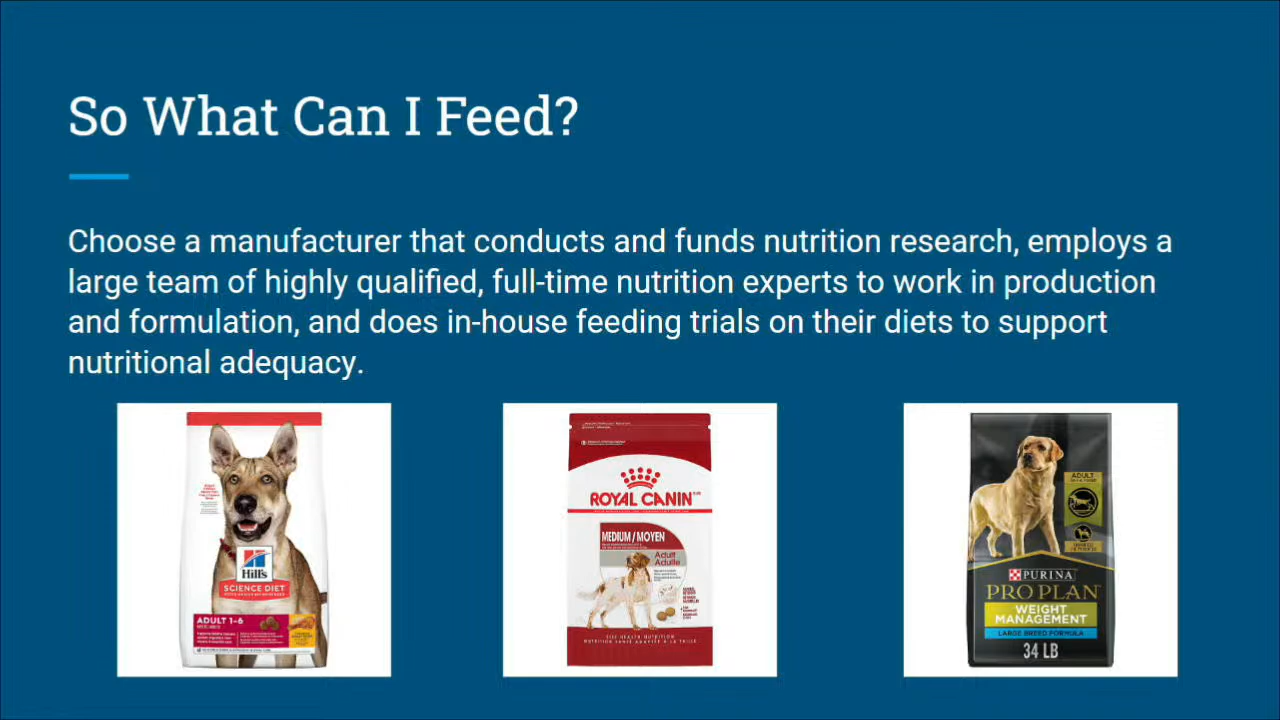 So What Can I Feed?
Choose a manufacturer that conducts and funds nutrition research, employs a
large team of highly qualified, full-time nutrition experts to work in production
and formulation, and does in-house feeding trials on their diets to support
nutritional adequacy.
Hill's
SCIENCE DIET
ADULT 1-6
ROYAL CANIN
MEDIUM / MOYEN
Adult
Adulte
ADULT
PURINA
PRO PLAN
WEIGHT
MANAGEMENT
LARGE BREED FORMULA
34 LB